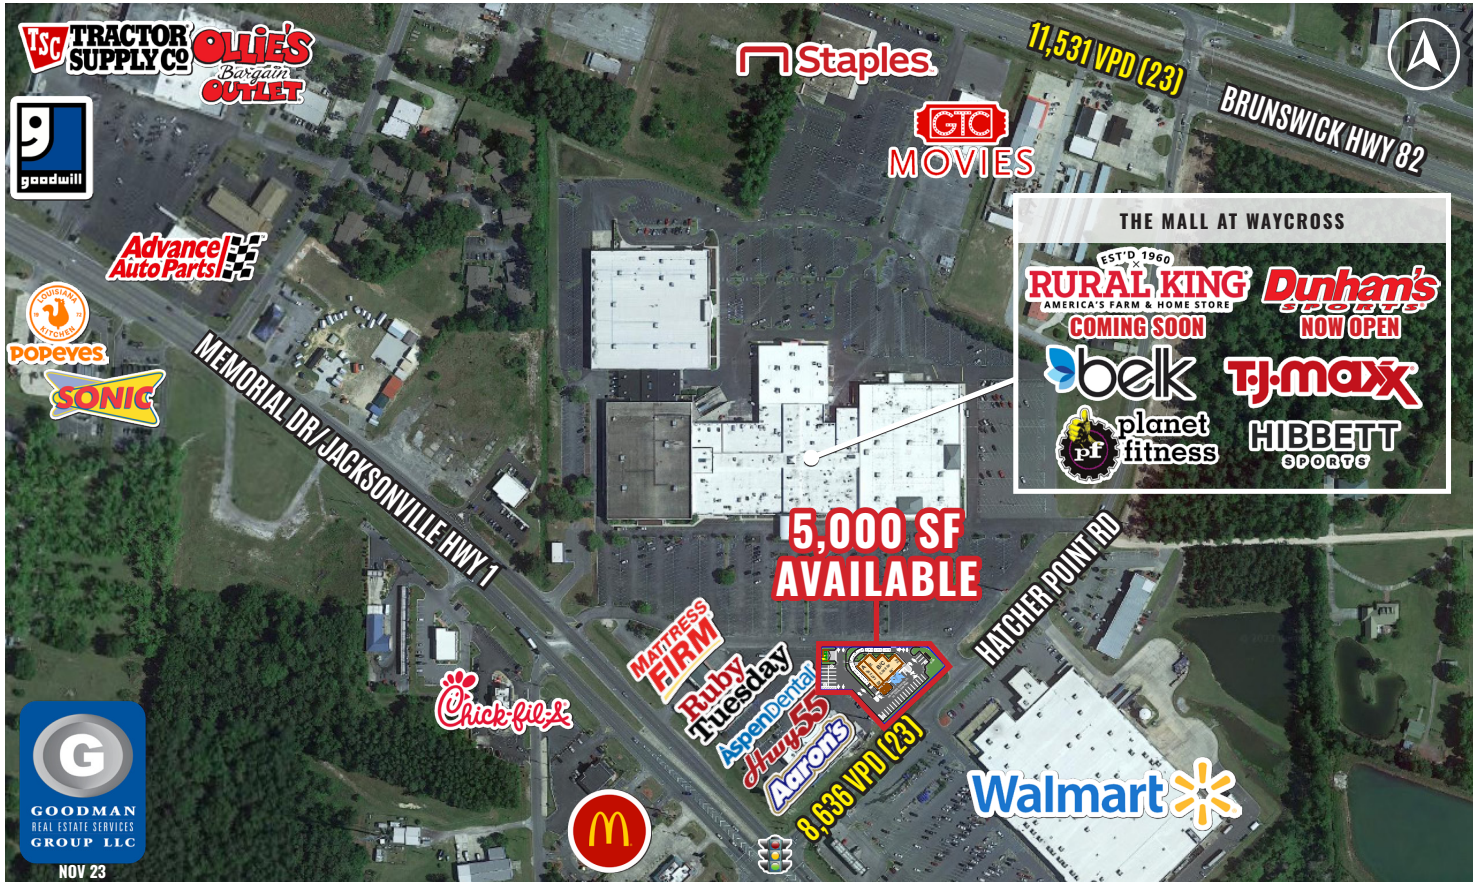 TSC TRACTOR
SUPPLY CO
OLLIE'S
Bargain
OUTLET
Staples
11,531 VPD (23)
BRUNSWICK HWY 82
GTC
MOVIES
goodwill
Advance
Auto Parts
LOUISIANA
KITCHEN
POPEYES
SONIC
MEMORIAL DR/JACKSONVILLE HWY 1
THE MALL AT WAYCROSS
EST'D 1960
RURAL KING
AMERICA'S FARM & HOME STORE
COMING SOON
Dunham's
SPORTS
NOW OPEN
belk
T.J.maxx
pf
planet
fitness
HIBBETT
SPORTS
5,000 SF
AVAILABLE
HATCHER POINT RD
MATTRESS
FIRM
Ruby
Tuesday
AspenDental
Hwy 55
Aaron's
8,636 VPD (23)
Chick-fil-A
Walmart
G
GOODMAN
REAL ESTATE SERVICES
GROUP LLC
NOV 23